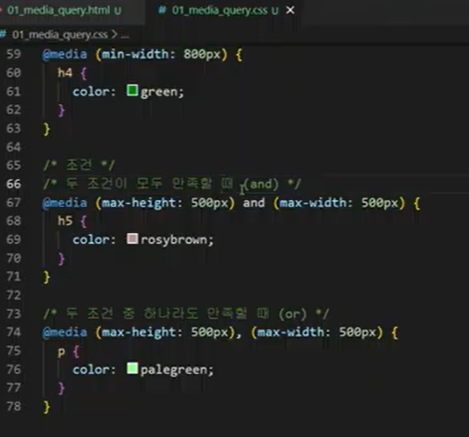 01_media_query.html U
# 01_media_query.css U ×
# 01_media_query.css > ...
59 @media (min-width: 800px) {
60 h4 {
61 color: green;
62 }
63 }
64
65 /* 조건 */
66 /* 두 조건이 모두 만족할 때 (and) */
67 @media (max-height: 500px) and (max-width: 500px) {
68 h5 {
69 color: rosybrown;
70 }
71 }
72
73 /* 두 조건 중 하나라도 만족할 때 (or) */
74 @media (max-height: 500px), (max-width: 500px) {
75 p {
76 color: palegreen;
77 }
78 }